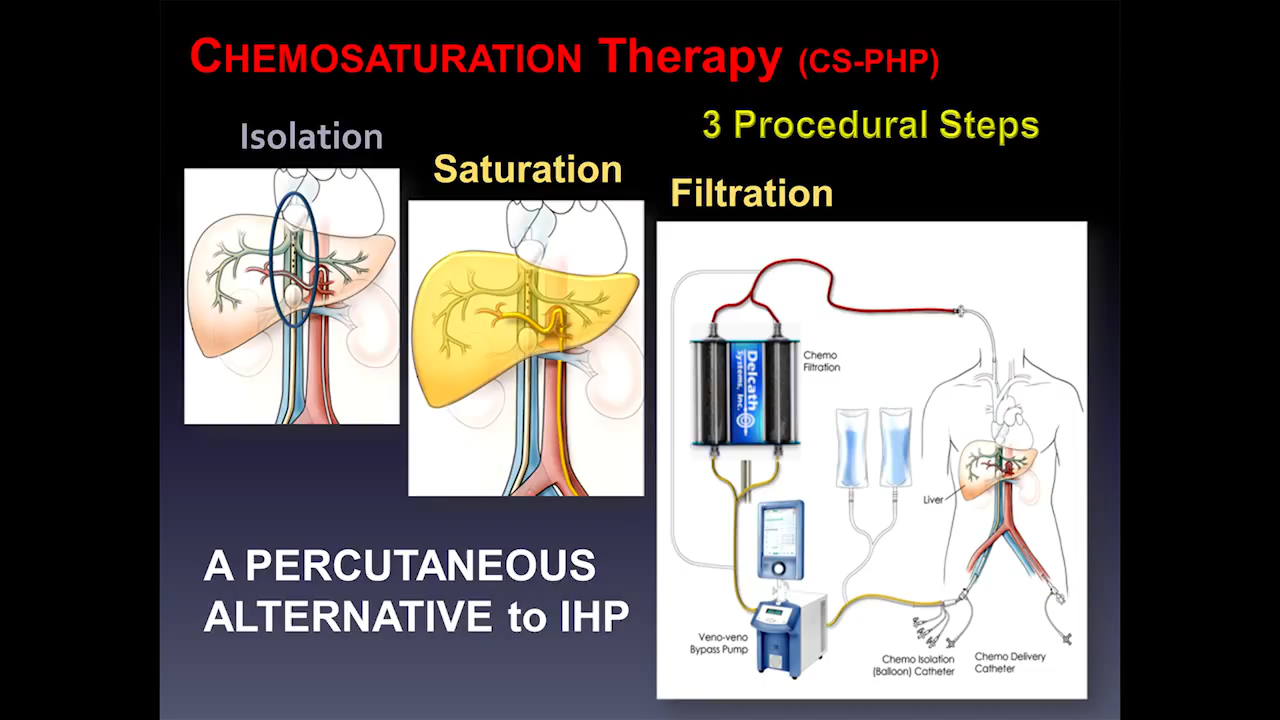 CHEMOSATURATION Therapy (CS-PHP)
3 Procedural Steps
Isolation
Saturation
Filtration
Delcath
Systems, Inc.
Chemo
Filtration
Liver
Veno-veno
Bypass Pump
Chemo Isolation
(Balloon) Catheter
Chemo Delivery
Catheter
A PERCUTANEOUS
ALTERNATIVE to IHP